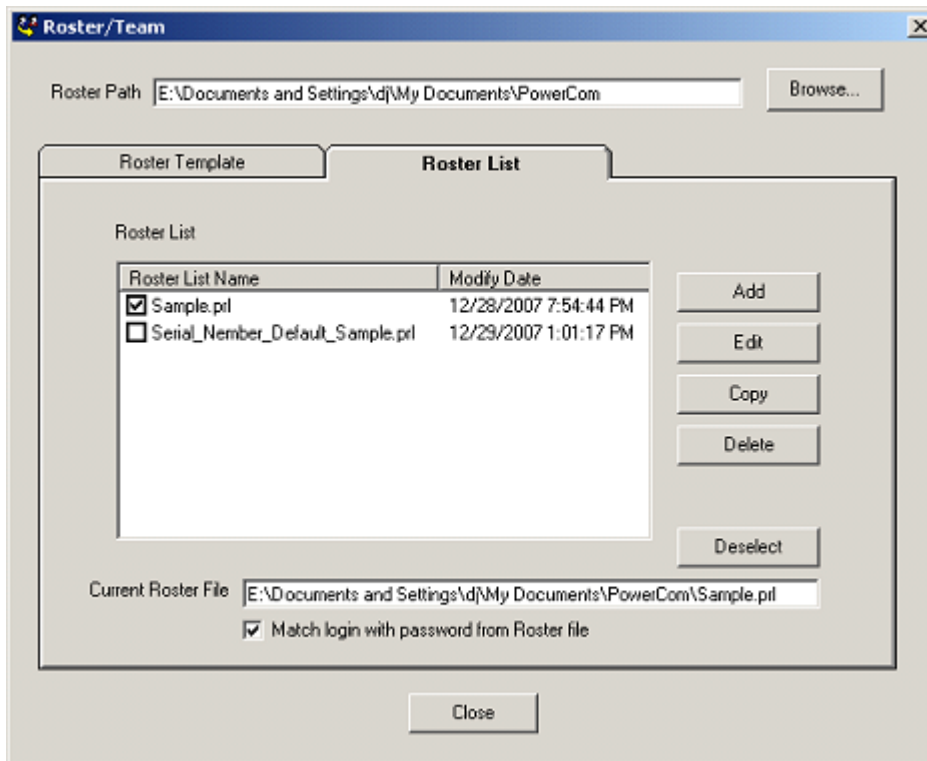 Roster/Team
Roster Path E:\Documents and Settings\dj\My Documents\PowerCom Browse...
Roster Template Roster List
Roster List
Roster List Name Modify Date
Sample.prl 12/28/2007 7:54:44 PM
Serial_Nember_Default_Sample.prl 12/29/2007 1:01:17 PM
Add
Edit
Copy
Delete
Deselect
Current Roster File E:\Documents and Settings\dj\My Documents\PowerCom\Sample.prl
Match login with password from Roster file
Close